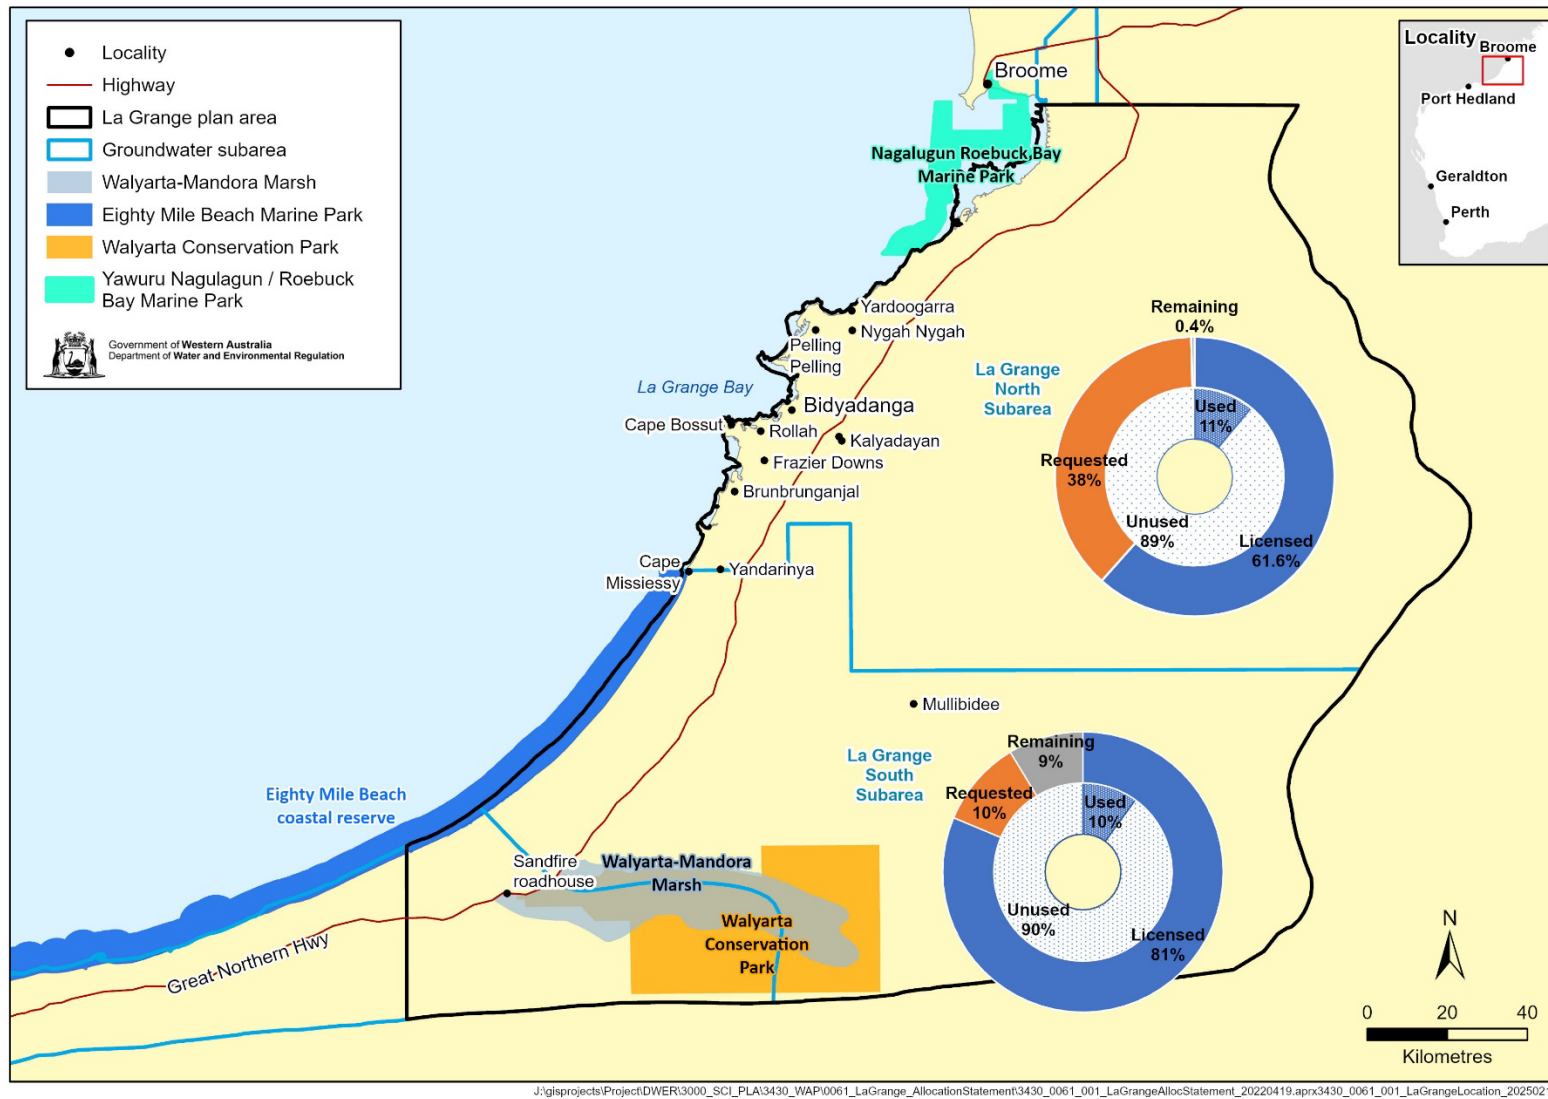 Locality
Highway
La Grange plan area
Groundwater subarea
Walyarta-Mandora Marsh
Eighty Mile Beach Marine Park
Walyarta Conservation Park
Yawuru Nagulagun / Roebuck
Bay Marine Park
Government of Western Australia
Department of Water and Environmental Regulation
Locality
Broome
Port Hedland
Geraldton
Perth
Broome
Nagalugun Roebuck Bay
Marine Park
Yardoogarra
Nygah Nygah
Pelling
Pelling
La Grange Bay
Bidyadanga
Cape Bossut
Rollah
Kalyadayan
Frazier Downs
Brunbrunganjal
Cape
Missiessy
Yandarinya
La Grange
North
Subarea
Remaining
0.4%
Used
11%
Requested
38%
Unused
89%
Licensed
61.6%
Mullibidee
La Grange
South
Subarea
Remaining
9%
Requested
10%
Used
10%
Unused
90%
Licensed
81%
Eighty Mile Beach
coastal reserve
Sandfire
roadhouse
Walyarta-Mandora
Marsh
Walyarta
Conservation
Park
Great Northern Hwy
N
0 20 40
Kilometres
J:\gisprojects\Project\DWER\3000_SCI_PLA\3430_WAP\0061_LaGrange_AllocationStatement\3430_0061_001_LaGrangeAllocStatement_20220419.aprx3430_0061_001_LaGrangeLocation_2025021